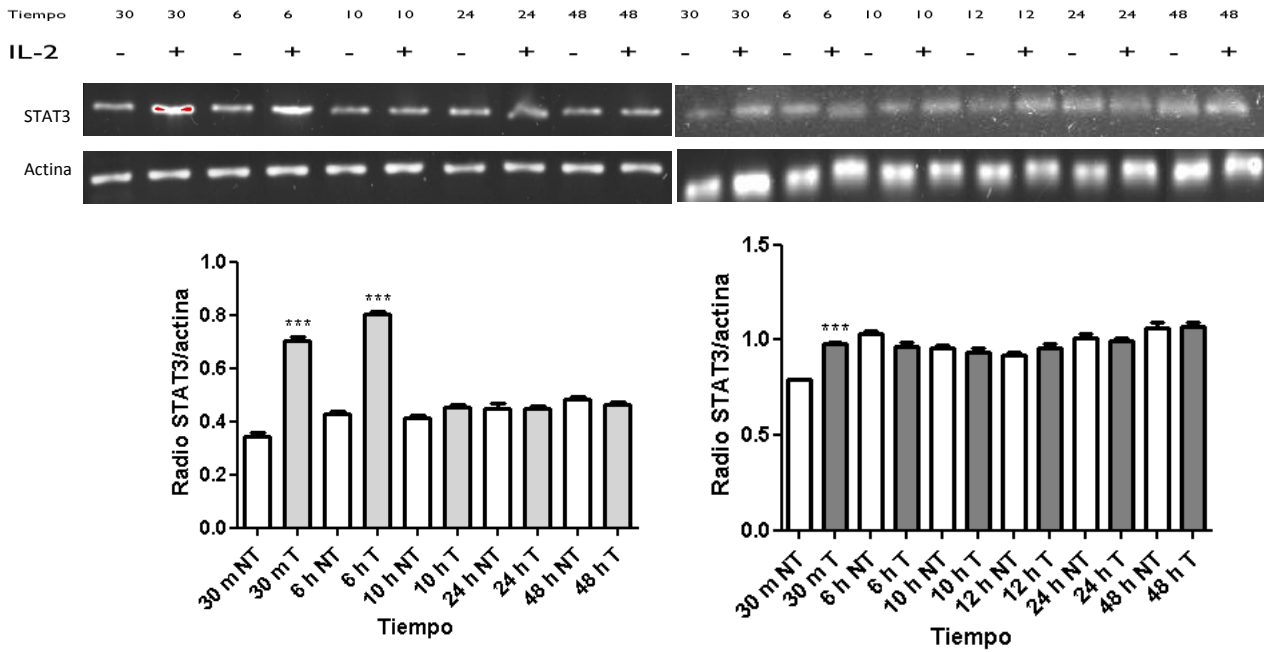 Tiempo 30 30 6 6 10 10 24 24 48 48 30 30 6 6 10 10 12 12 24 24 48 48
IL-2 - + - + - + - + - + - + - + - + - + - + - +
STAT3
Actina
1.0
0.8
0.6
0.4
0.2
0.0
Radio STAT3/actina
***
***
30 m NT
30 m T
6 h NT
6 h T
10 h NT
10 h T
24 h NT
24 h T
48 h NT
48 h T
Tiempo
1.5
1.0
0.5
0.0
Radio STAT3/actina
***
30 m NT
30 m T
6 h NT
6 h T
10 h NT
10 h T
12 h NT
12 h T
24 h NT
24 h T
48 h NT
48 h T
Tiempo